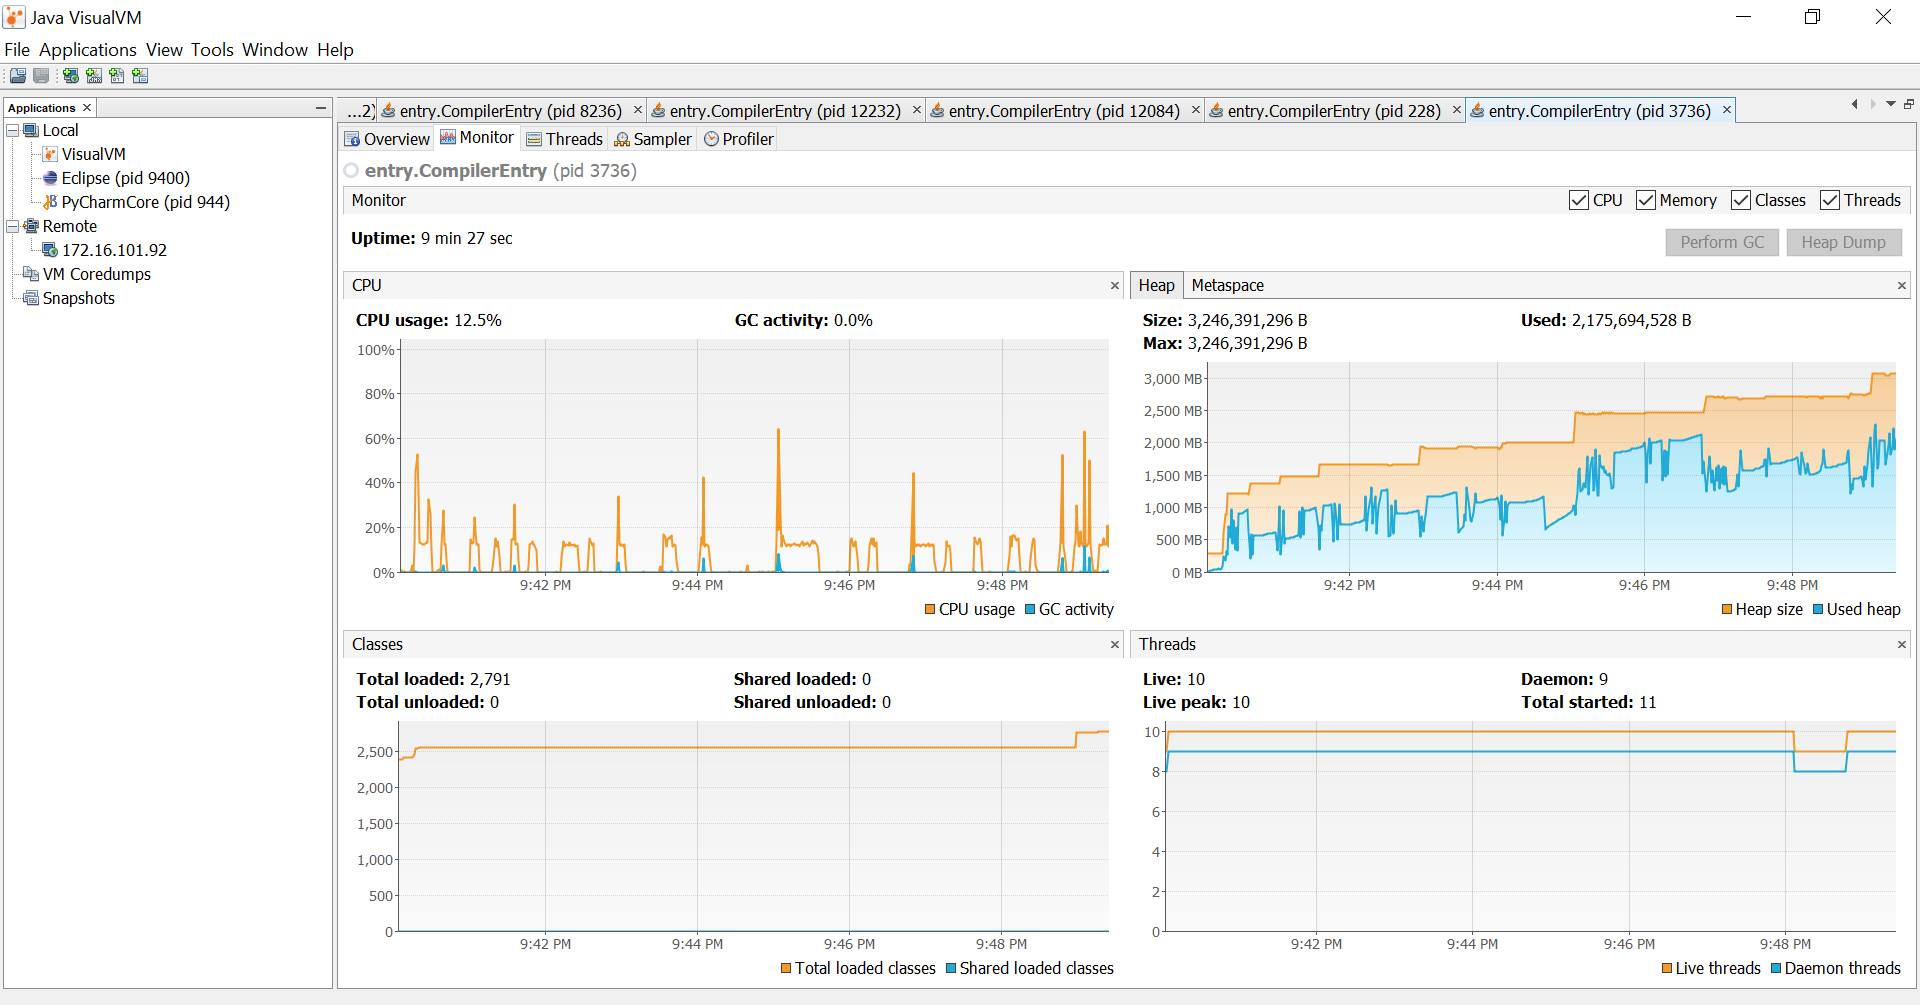 Java VisualVM
File Applications View Tools Window Help
Applications
...2) entry.CompilerEntry (pid 8236) entry.CompilerEntry (pid 12232) entry.CompilerEntry (pid 12084) entry.CompilerEntry (pid 228) entry.CompilerEntry (pid 3736)
Local
VisualVM
Eclipse (pid 9400)
PyCharmCore (pid 944)
Remote
172.16.101.92
VM Coredumps
Snapshots
Overview Monitor Threads Sampler Profiler
entry.CompilerEntry (pid 3736)
Monitor
CPU Memory Classes Threads
Uptime: 9 min 27 sec
Perform GC Heap Dump
CPU
CPU usage: 12.5% GC activity: 0.0%
100%
80%
60%
40%
20%
0%
9:42 PM 9:44 PM 9:46 PM 9:48 PM
CPU usage GC activity
Heap Metaspace
Size: 3,246,391,296 B Used: 2,175,694,528 B
Max: 3,246,391,296 B
3,000 MB
2,500 MB
2,000 MB
1,500 MB
1,000 MB
500 MB
0 MB
9:42 PM 9:44 PM 9:46 PM 9:48 PM
Heap size Used heap
Classes
Total loaded: 2,791 Shared loaded: 0
Total unloaded: 0 Shared unloaded: 0
2,500
2,000
1,500
1,000
500
0
9:42 PM 9:44 PM 9:46 PM 9:48 PM
Total loaded classes Shared loaded classes
Threads
Live: 10 Daemon: 9
Live peak: 10 Total started: 11
10
8
6
4
2
0
9:42 PM 9:44 PM 9:46 PM 9:48 PM
Live threads Daemon threads